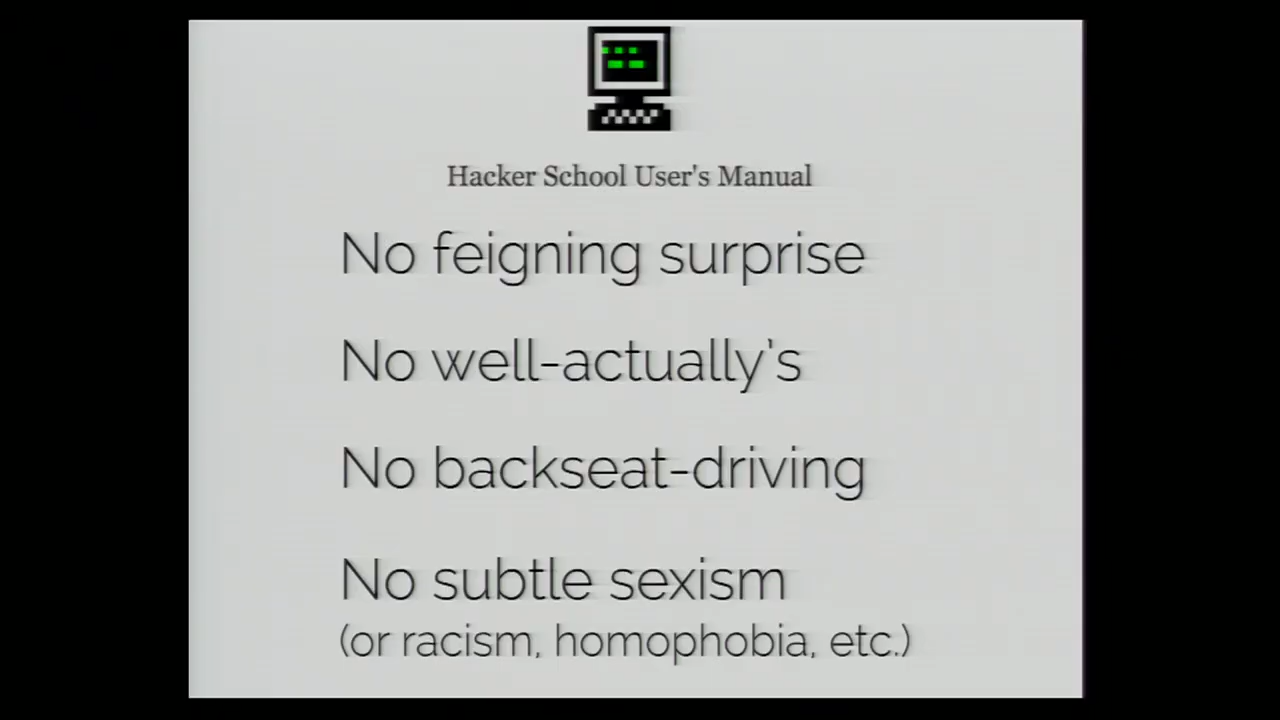 Hacker School User's Manual
No feigning surprise
No well-actually's
No backseat-driving
No subtle sexism
(or racism, homophobia, etc.)